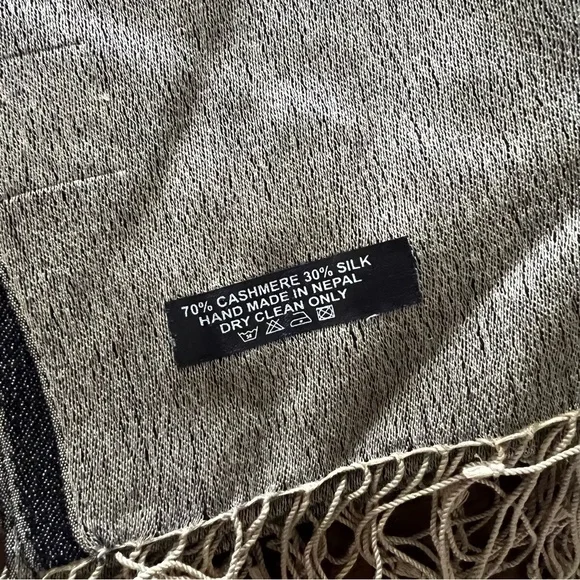 70% CASHMERE 30% SILK
HAND MADE IN NEPAL
DRY CLEAN ONLY